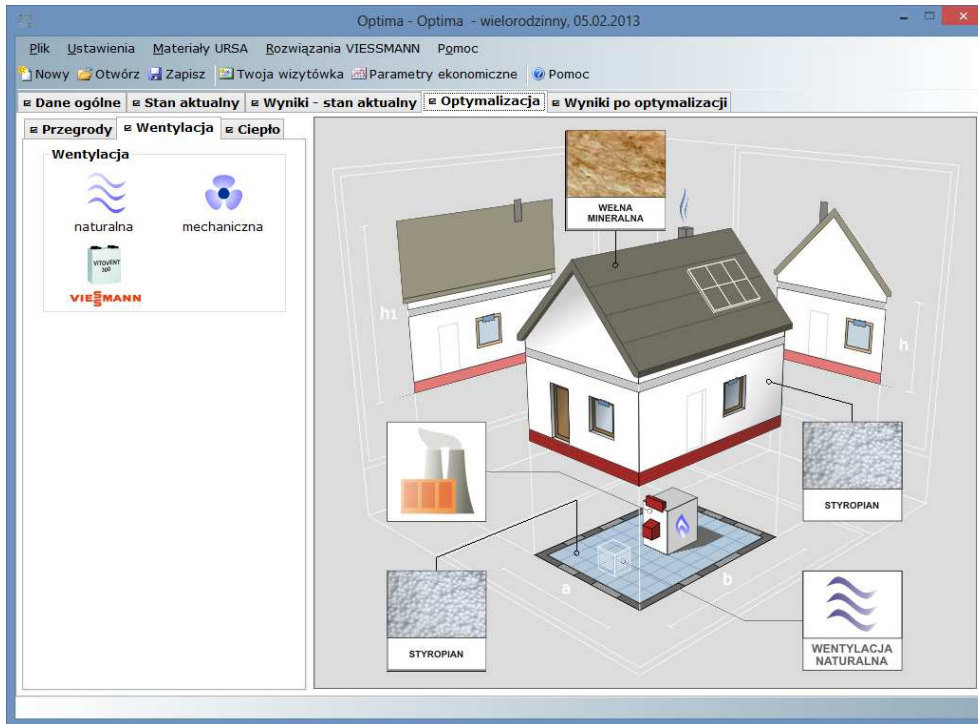 Optima - Optima - wielorodzinny, 05.02.2013
Plik Ustawienia Materiały URSA Rozwiązania VIESSMANN Pomoc
Nowy Otwórz Zapisz Twoja wizytówka Parametry ekonomiczne Pomoc
Dane ogólne Stan aktualny Wyniki - stan aktualny Optymalizacja Wyniki po optymalizacji
Przegrody Wentylacja Ciepło
Wentylacja
naturalna mechaniczna
VITOVENT
300
VIESSMANN
WEŁNA
MINERALNA
h1
h
STYROPIAN
a
b
STYROPIAN
WENTYLACJA
NATURALNA